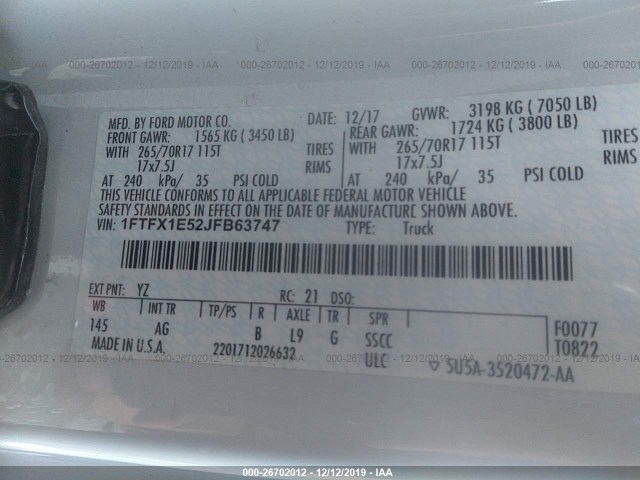 000-26702012 - 12/12/2019 - IAA
MFD. BY FORD MOTOR CO.
DATE: 12/17
GVWR: 3198 KG ( 7050 LB)
FRONT GAWR: 1565 KG ( 3450 LB)
REAR GAWR: 1724 KG ( 3800 LB)
WITH 265/70R17 115T TIRES
WITH 265/70R17 115T TIRES
17x7.5J RIMS
17x7.5J RIMS
AT 240 kPa/ 35 PSI COLD
AT 240 kPa/ 35 PSI COLD
THIS VEHICLE CONFORMS TO ALL APPLICABLE FEDERAL MOTOR VEHICLE
SAFETY STANDARDS IN EFFECT ON THE DATE OF MANUFACTURE SHOWN ABOVE.
VIN: 1FTFX1E52JFB63747
TYPE: Truck
EXT PNT: YZ
RC: 21 DSO:
WB INT TR TP/PS R AXLE TR SPR
145 AG B L9 G SSCC
ULC
F0077
T0822
MADE IN U.S.A.
2201712026632
5U5A-3520472-AA
000-26702012 - 12/12/2019 - IAA